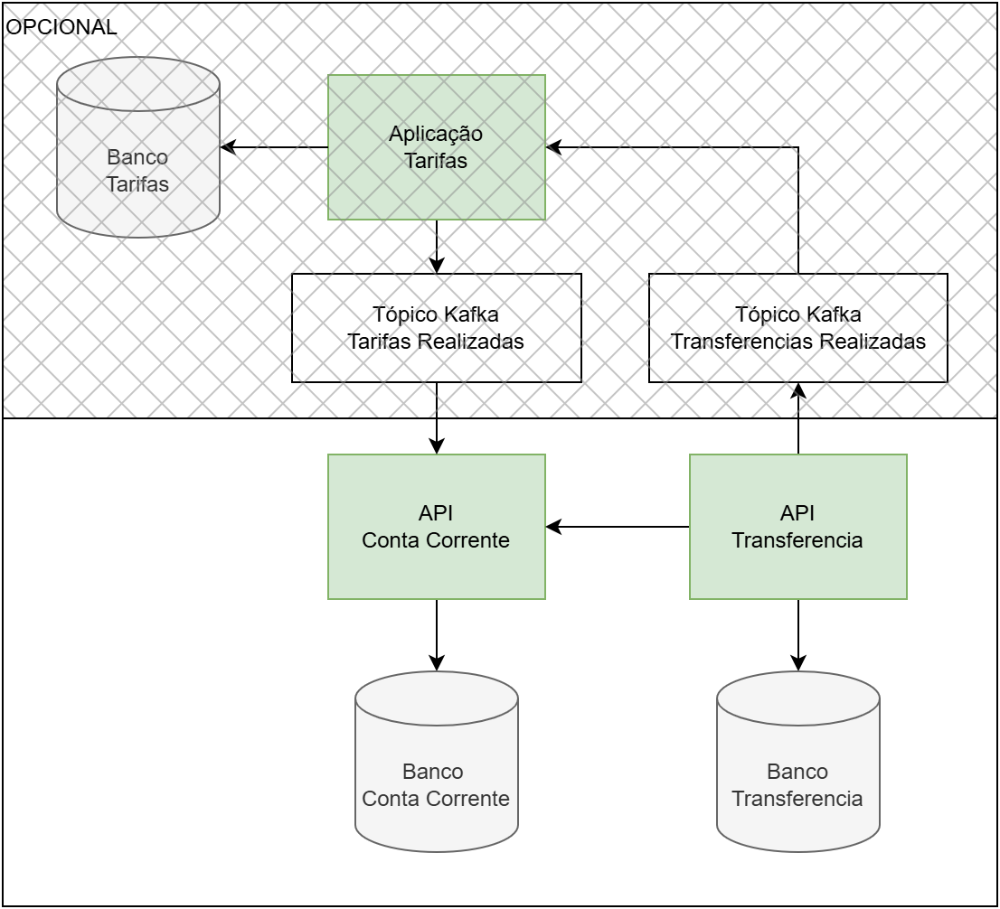 OPCIONAL
Banco
Tarifas
Aplicação
Tarifas
Tópico Kafka
Tarifas Realizadas
Tópico Kafka
Transferencias Realizadas
API
Conta Corrente
API
Transferencia
Banco
Conta Corrente
Banco
Transferencia